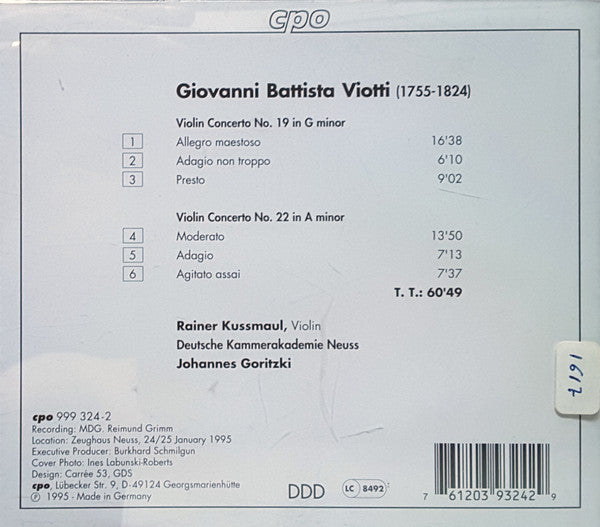 cpo
Giovanni Battista Viotti (1755-1824)
Violin Concerto No. 19 in G minor
1 Allegro maestoso 16'38
2 Adagio non troppo 6'10
3 Presto 9'02
Violin Concerto No. 22 in A minor
4 Moderato 13'50
5 Adagio 7'13
6 Agitato assai 7'37
T. T.: 60'49
Rainer Kussmaul, Violin
Deutsche Kammerakademie Neuss
Johannes Goritzki
1617
cpo 999 324-2
Recording: MDG. Reimund Grimm
Location: Zeughaus Neuss, 24/25 January 1995
Executive Producer: Burkhard Schmilgun
Cover Photo: Ines Labunski-Roberts
Design: Carrée 53, GDS
cpo, Lübecker Str. 9, D-49124 Georgsmarienhütte
Ⓟ 1995 - Made in Germany
DDD
LC 8492
7 61203 93242 9